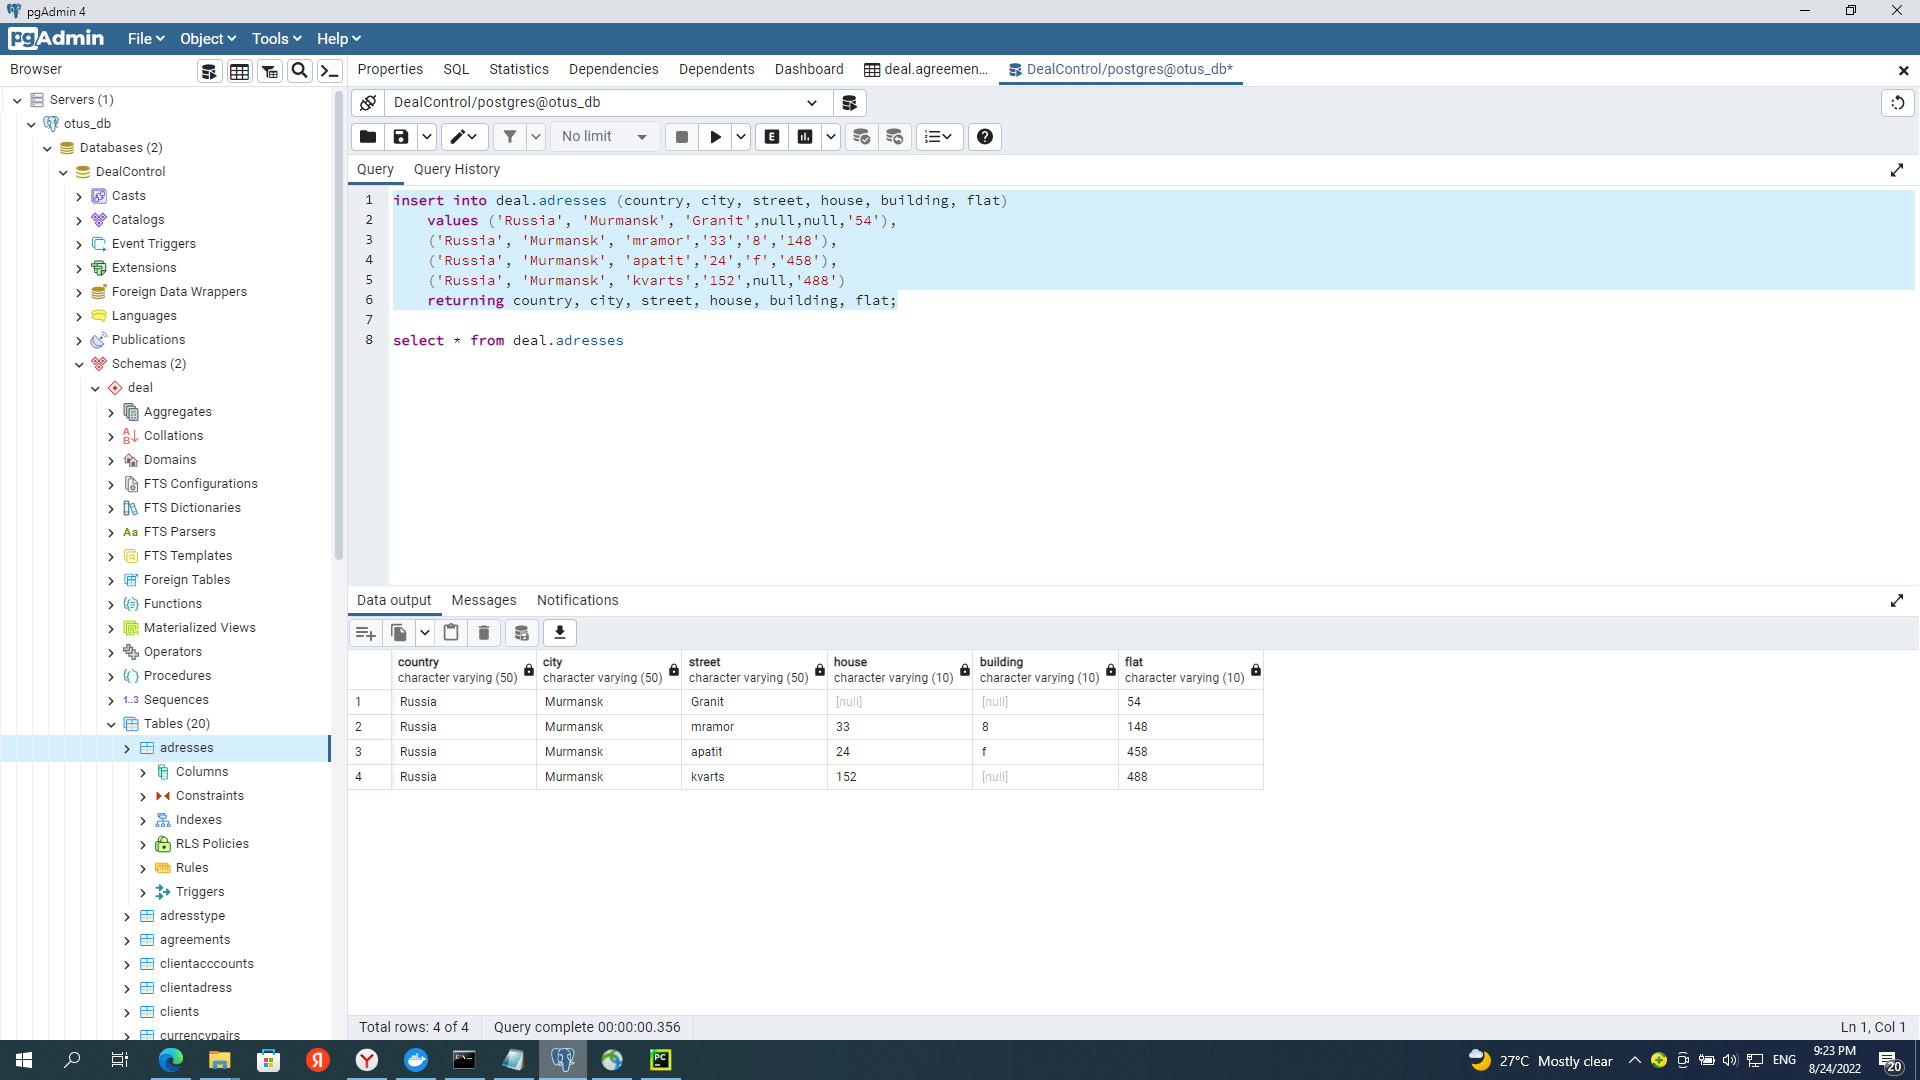 pgAdmin 4
pgAdmin File Object Tools Help
Browser
Properties SQL Statistics Dependencies Dependents Dashboard deal.agreemen... DealControl/postgres@otus_db*
Servers (1)
otus_db
Databases (2)
DealControl
Casts
Catalogs
Event Triggers
Extensions
Foreign Data Wrappers
Languages
Publications
Schemas (2)
deal
Aggregates
Collations
Domains
FTS Configurations
FTS Dictionaries
Aa FTS Parsers
FTS Templates
Foreign Tables
Functions
Materialized Views
Operators
Procedures
1..3 Sequences
Tables (20)
adresses
Columns
Constraints
Indexes
RLS Policies
Rules
Triggers
adresstype
agreements
clientacccounts
clientadress
clients
currencypairs
DealControl/postgres@otus_db
No limit
E
Query Query History
1 insert into deal.adresses (country, city, street, house, building, flat)
2 values ('Russia', 'Murmansk', 'Granit',null,null,'54'),
3 ('Russia', 'Murmansk', 'mramor','33','8','148'),
4 ('Russia', 'Murmansk', 'apatit','24','f','458'),
5 ('Russia', 'Murmansk', 'kvarts','152',null,'488')
6 returning country, city, street, house, building, flat;
7
8 select * from deal.adresses
Data output Messages Notifications
country city street house building flat
character varying (50) character varying (50) character varying (50) character varying (10) character varying (10) character varying (10)
1 Russia Murmansk Granit [null] [null] 54
2 Russia Murmansk mramor 33 8 148
3 Russia Murmansk apatit 24 f 458
4 Russia Murmansk kvarts 152 [null] 488
Total rows: 4 of 4 Query complete 00:00:00.356 Ln 1, Col 1
Я Y PC 27°C Mostly clear ENG 9:23 PM
8/24/2022 20